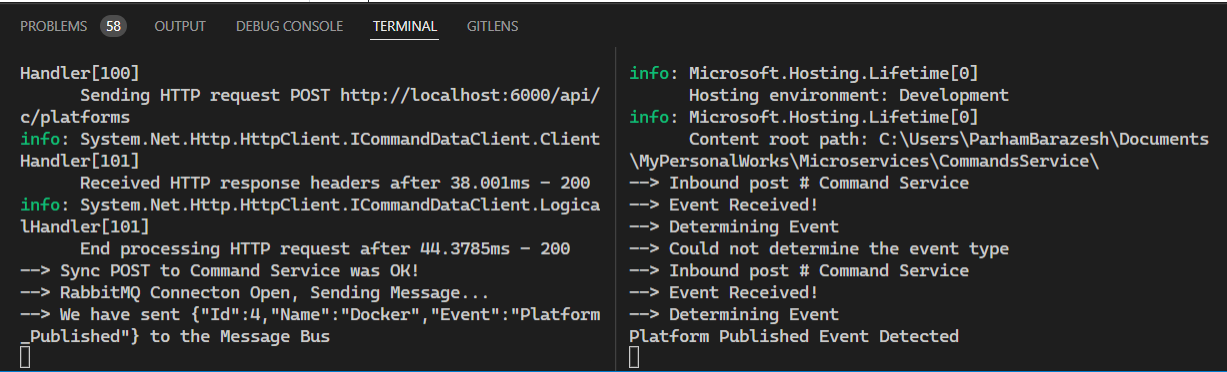 PROBLEMS 58 OUTPUT DEBUG CONSOLE TERMINAL GITLENS
Handler[100]
Sending HTTP request POST http://localhost:6000/api/
c/platforms
info: System.Net.Http.HttpClient.ICommandDataClient.Client
Handler[101]
Received HTTP response headers after 38.001ms - 200
info: System.Net.Http.HttpClient.ICommandDataClient.Logica
lHandler[101]
End processing HTTP request after 44.3785ms - 200
--> Sync POST to Command Service was OK!
--> RabbitMQ Connecton Open, Sending Message...
--> We have sent {"Id":4,"Name":"Docker","Event":"Platform
_Published"} to the Message Bus
info: Microsoft.Hosting.Lifetime[0]
Hosting environment: Development
info: Microsoft.Hosting.Lifetime[0]
Content root path: C:\Users\ParhamBarazesh\Documents
\MyPersonalWorks\Microservices\CommandsService\
--> Inbound post # Command Service
--> Event Received!
--> Determining Event
--> Could not determine the event type
--> Inbound post # Command Service
--> Event Received!
--> Determining Event
Platform Published Event Detected